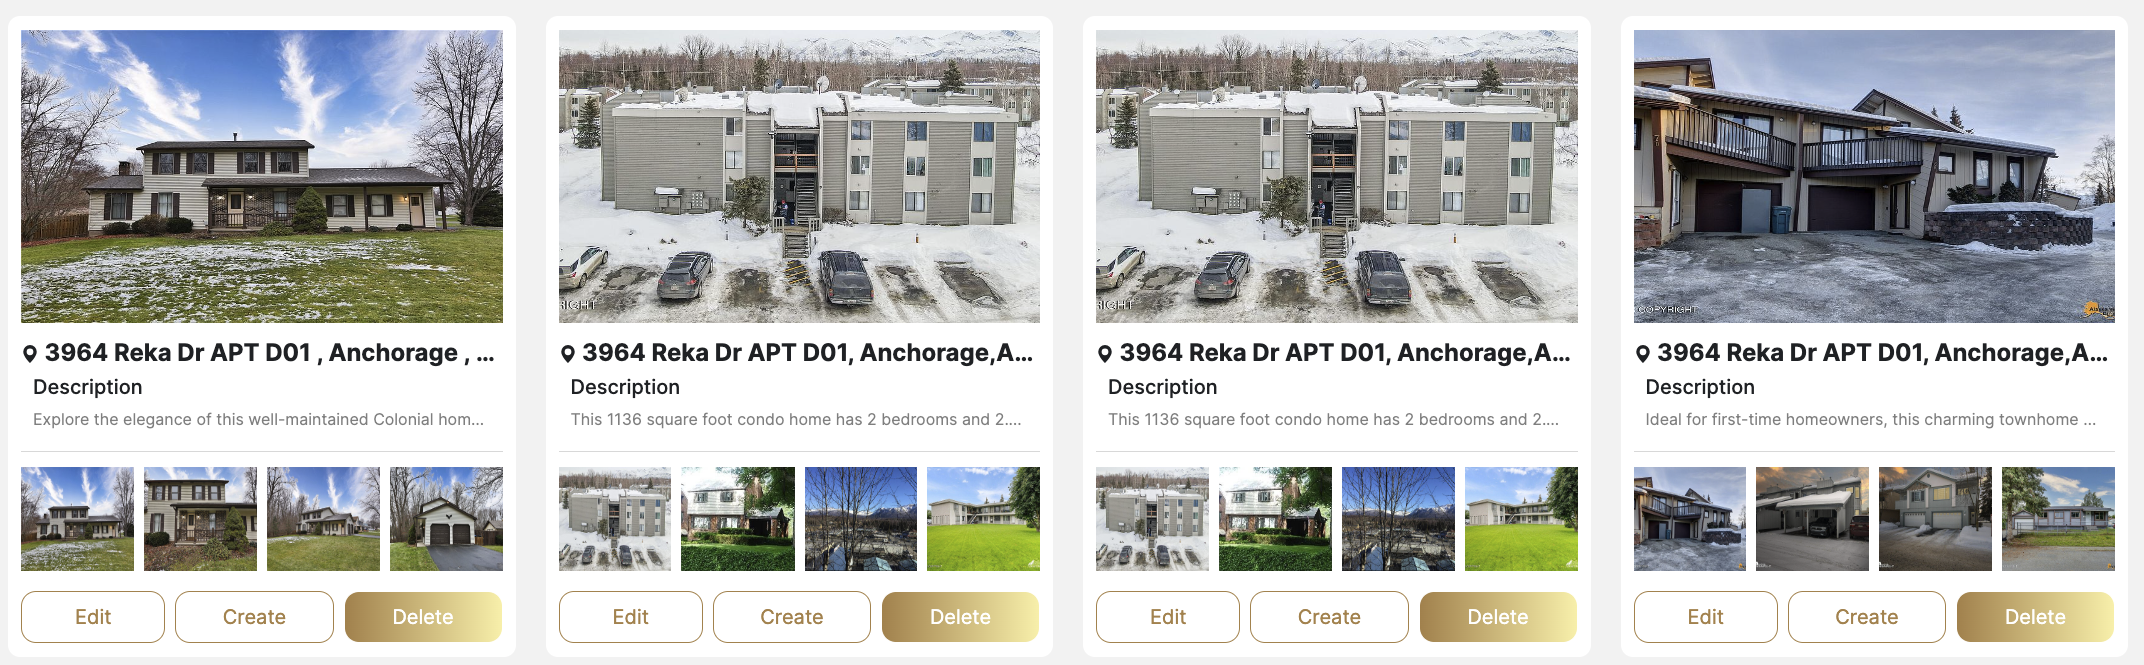 3964 Reka Dr APT D01 , Anchorage , ...
Description
Explore the elegance of this well-maintained Colonial hom...
Edit
Create
Delete
RIGHT
3964 Reka Dr APT D01, Anchorage,A...
Description
This 1136 square foot condo home has 2 bedrooms and 2....
Edit
Create
Delete
RIGHT
3964 Reka Dr APT D01, Anchorage,A...
Description
This 1136 square foot condo home has 2 bedrooms and 2....
Edit
Create
Delete
COPYRIGHT
3964 Reka Dr APT D01, Anchorage,A...
Description
Ideal for first-time homeowners, this charming townhome ...
Edit
Create
Delete